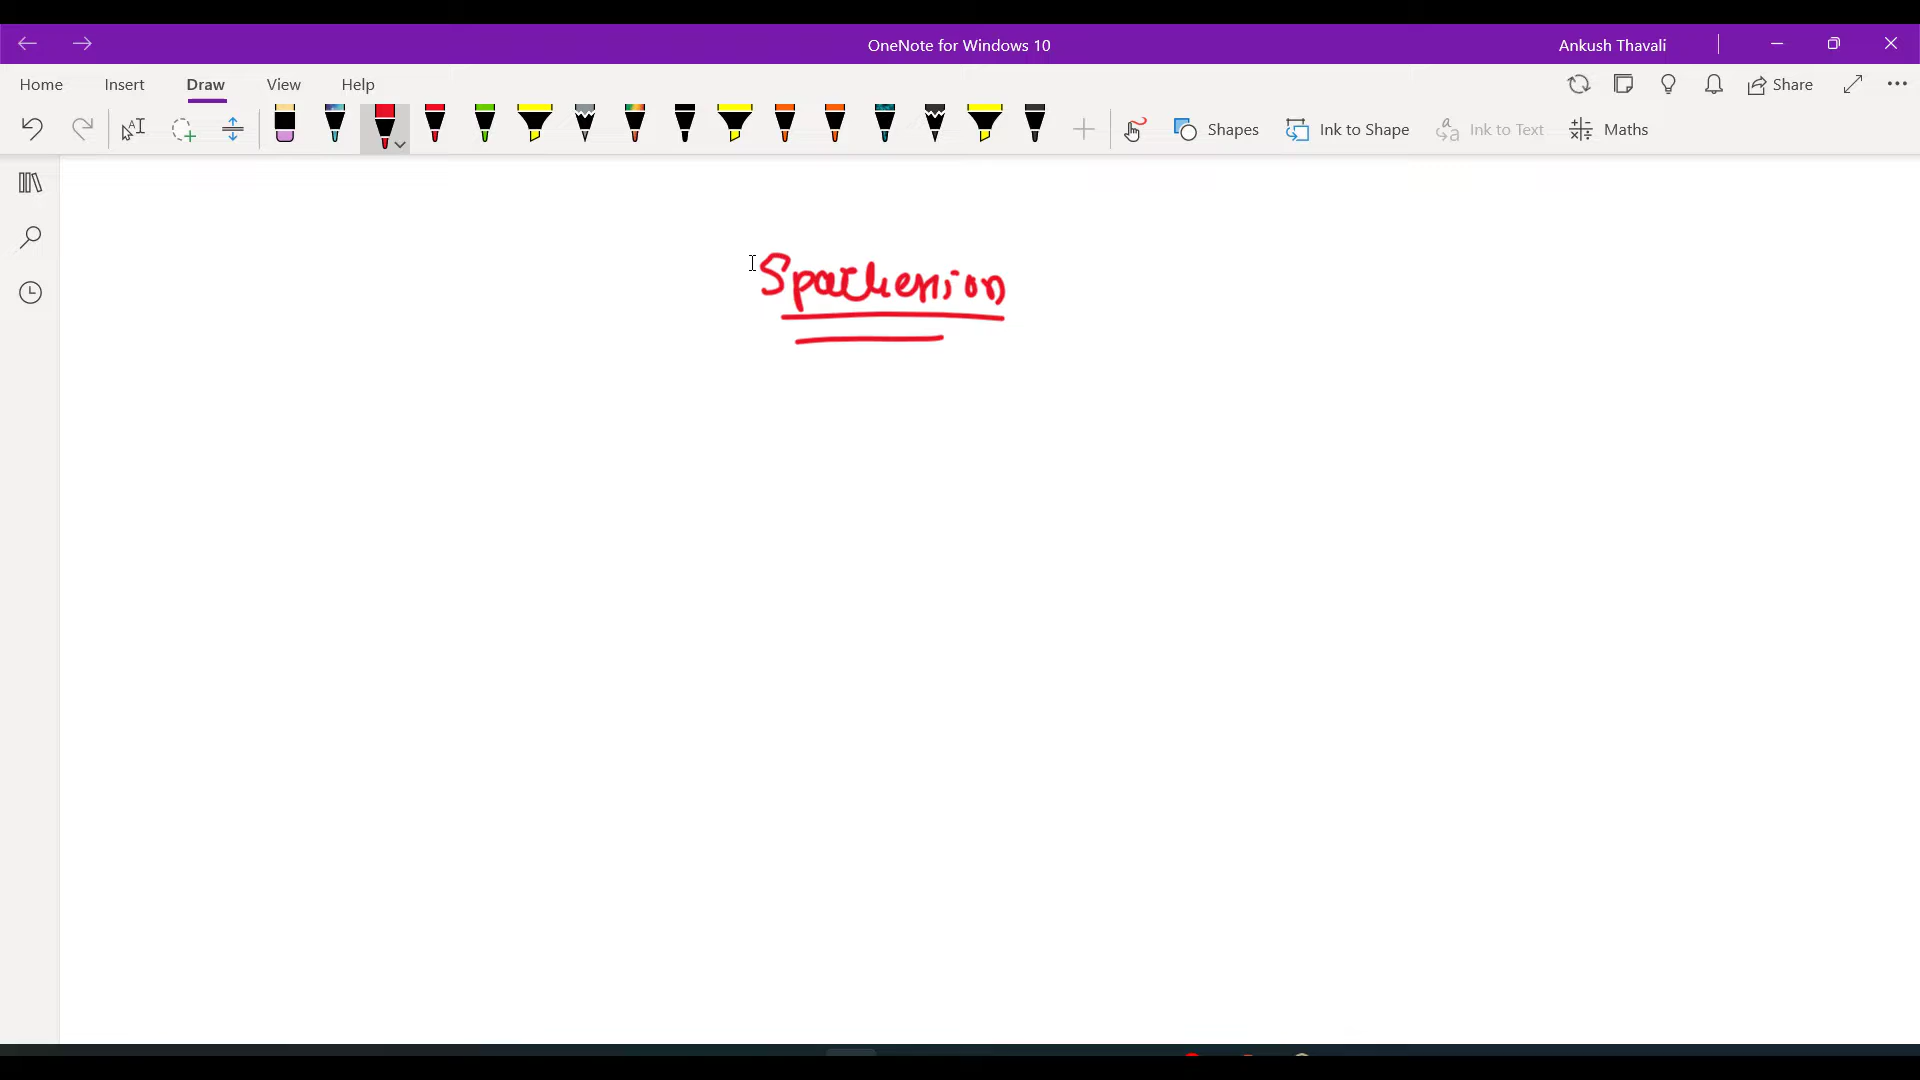 OneNote for Windows 10
Ankush Thavali
Home Insert Draw View Help
Share
Shapes Ink to Shape Ink to Text Maths